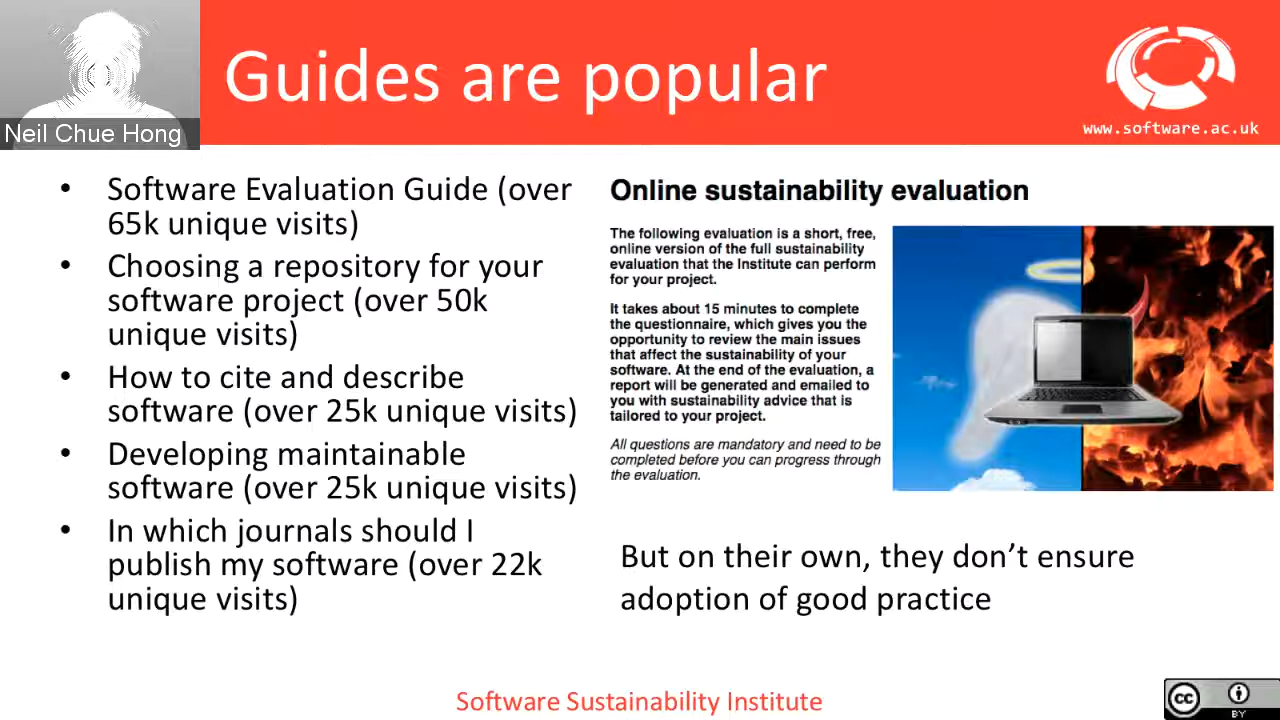 Neil Chue Hong
Guides are popular
www.software.ac.uk
• Software Evaluation Guide (over
65k unique visits)
• Choosing a repository for your
software project (over 50k
unique visits)
• How to cite and describe
software (over 25k unique visits)
• Developing maintainable
software (over 25k unique visits)
• In which journals should I
publish my software (over 22k
unique visits)
Online sustainability evaluation
The following evaluation is a short, free,
online version of the full sustainability
evaluation that the Institute can perform
for your project.
It takes about 15 minutes to complete
the questionnaire, which gives you the
opportunity to review the main issues
that affect the sustainability of your
software. At the end of the evaluation, a
report will be generated and emailed to
you with sustainability advice that is
tailored to your project.
All questions are mandatory and need to be
completed before you can progress through
the evaluation.
But on their own, they don’t ensure
adoption of good practice
Software Sustainability Institute
cc
BY